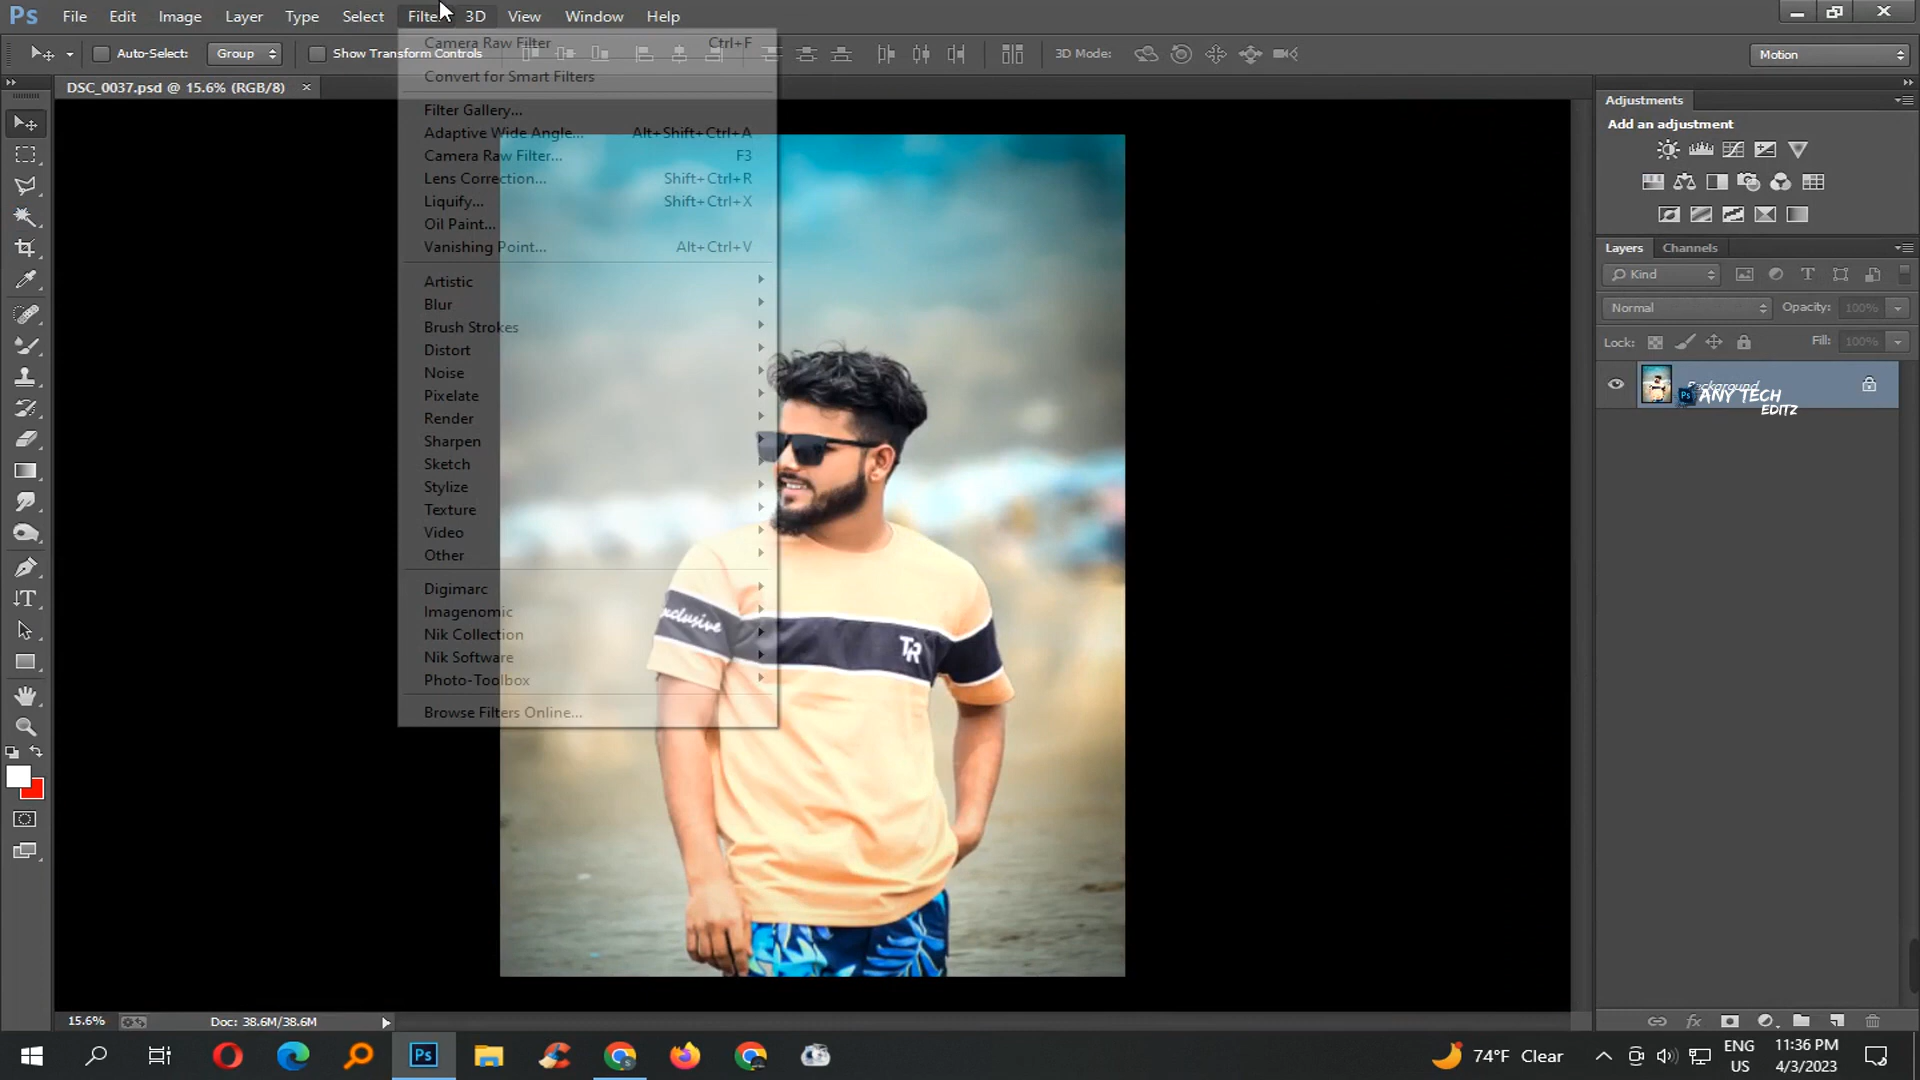 Ps File Edit Image Layer Type Select Filter 3D View Window Help
Auto-Select: Group Show Transform Controls 3D Mode: Motion
DSC_0037.psd @ 15.6% (RGB/8) ×
Camera Raw Filter Ctrl+F
Convert for Smart Filters
Filter Gallery...
Adaptive Wide Angle... Alt+Shift+Ctrl+A
Camera Raw Filter... F3
Lens Correction... Shift+Ctrl+R
Liquify... Shift+Ctrl+X
Oil Paint...
Vanishing Point... Alt+Ctrl+V
Artistic
Blur
Brush Strokes
Distort
Noise
Pixelate
Render
Sharpen
Sketch
Stylize
Texture
Video
Other
Digimarc
Imagenomic
Nik Collection
Nik Software
Photo-Toolbox
Browse Filters Online...
Exclusive
TR
Adjustments
Add an adjustment
Layers Channels
Kind
Normal Opacity: 100%
Lock: Fill: 100%
Background
Ps ANY TECH
EDITZ
15.6% Doc: 38.6M/38.6M
Ps
74°F Clear
ENG
US
11:36 PM
4/3/2023